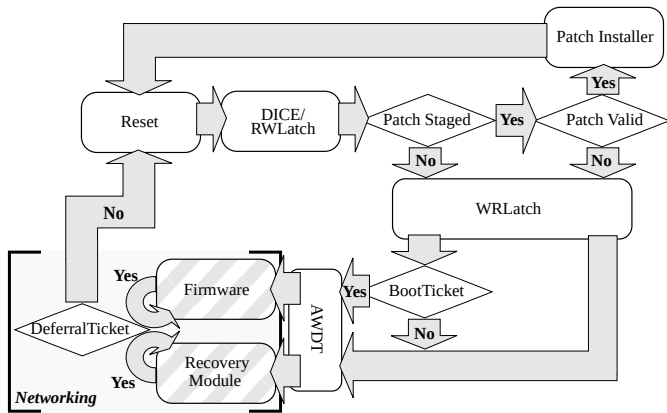 Patch Installer
Yes
Reset
DICE/
RWLatch
Patch Staged
Yes
Patch Valid
No
No
WRLatch
No
Yes
Firmware
AWDT
Yes
BootTicket
DeferralTicket
No
Yes
Recovery
Module
Networking